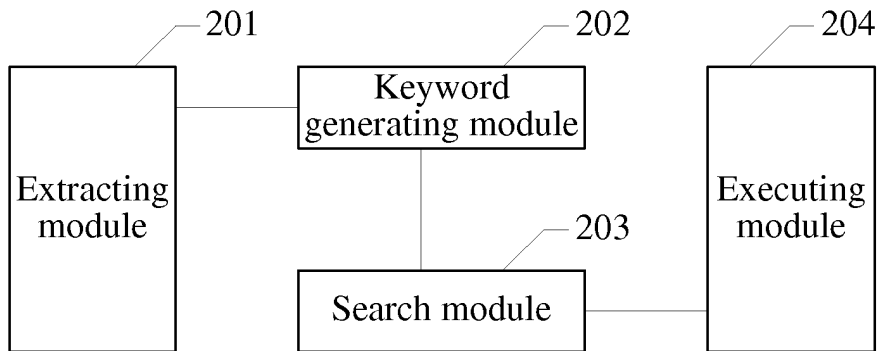 201
202
204
Keyword
generating module
Extracting
module
Executing
module
203
Search module